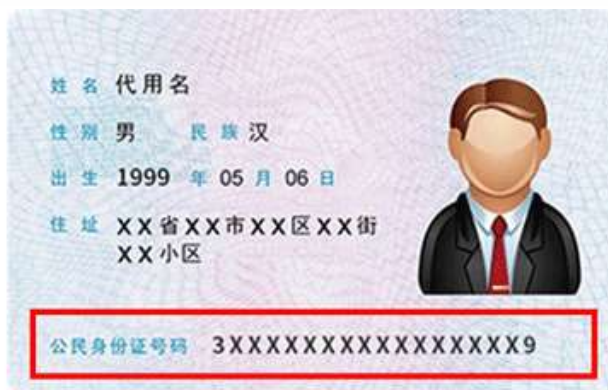 姓名 代用名
性别 男 民族 汉
出生 1999 年 05 月 06 日
住址 XX省XX市XX区XX街
XX小区
公民身份证号码 3XXXXXXXXXXXXXXXX9